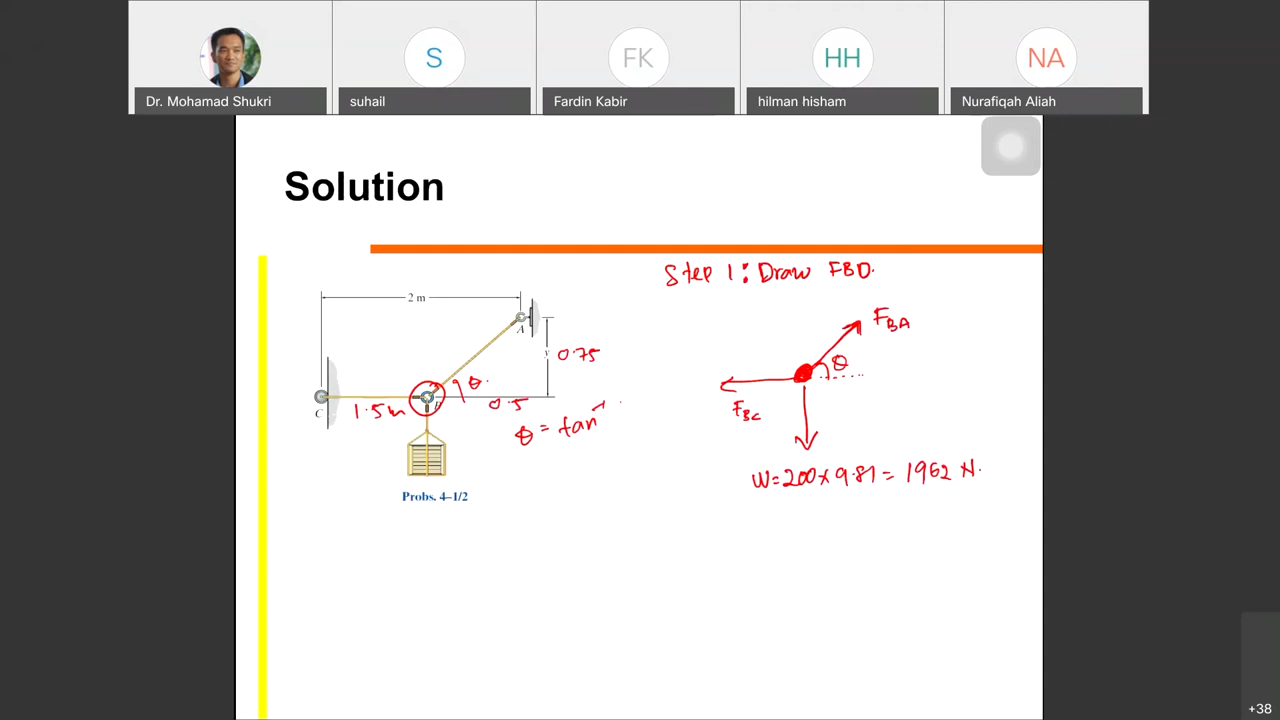 S
FK
HH
NA
Dr. Mohamad Shukri
suhail
Fardin Kabir
hilman hisham
Nurafiqah Aliah
Solution
Step 1: Draw FBD.
2 m
A
y 0.75
θ
C
1.5m
B
0.5
θ = tan⁻¹
Probs. 4–1/2
F_BA
θ
F_BC
W=200×9.81= 1962 N.
+38